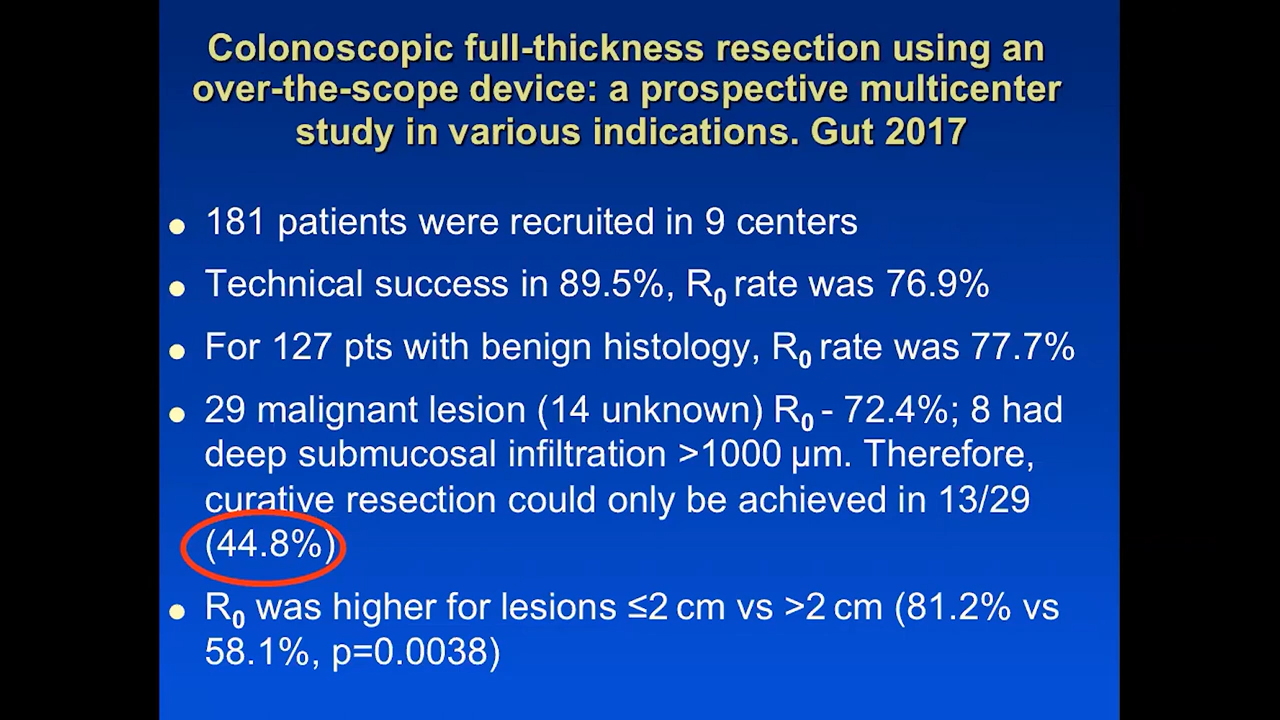 Colonoscopic full-thickness resection using an
over-the-scope device: a prospective multicenter
study in various indications. Gut 2017
• 181 patients were recruited in 9 centers
• Technical success in 89.5%, R₀ rate was 76.9%
• For 127 pts with benign histology, R₀ rate was 77.7%
• 29 malignant lesion (14 unknown) R₀ - 72.4%; 8 had
deep submucosal infiltration >1000 µm. Therefore,
curative resection could only be achieved in 13/29
(44.8%)
• R₀ was higher for lesions ≤2 cm vs >2 cm (81.2% vs
58.1%, p=0.0038)